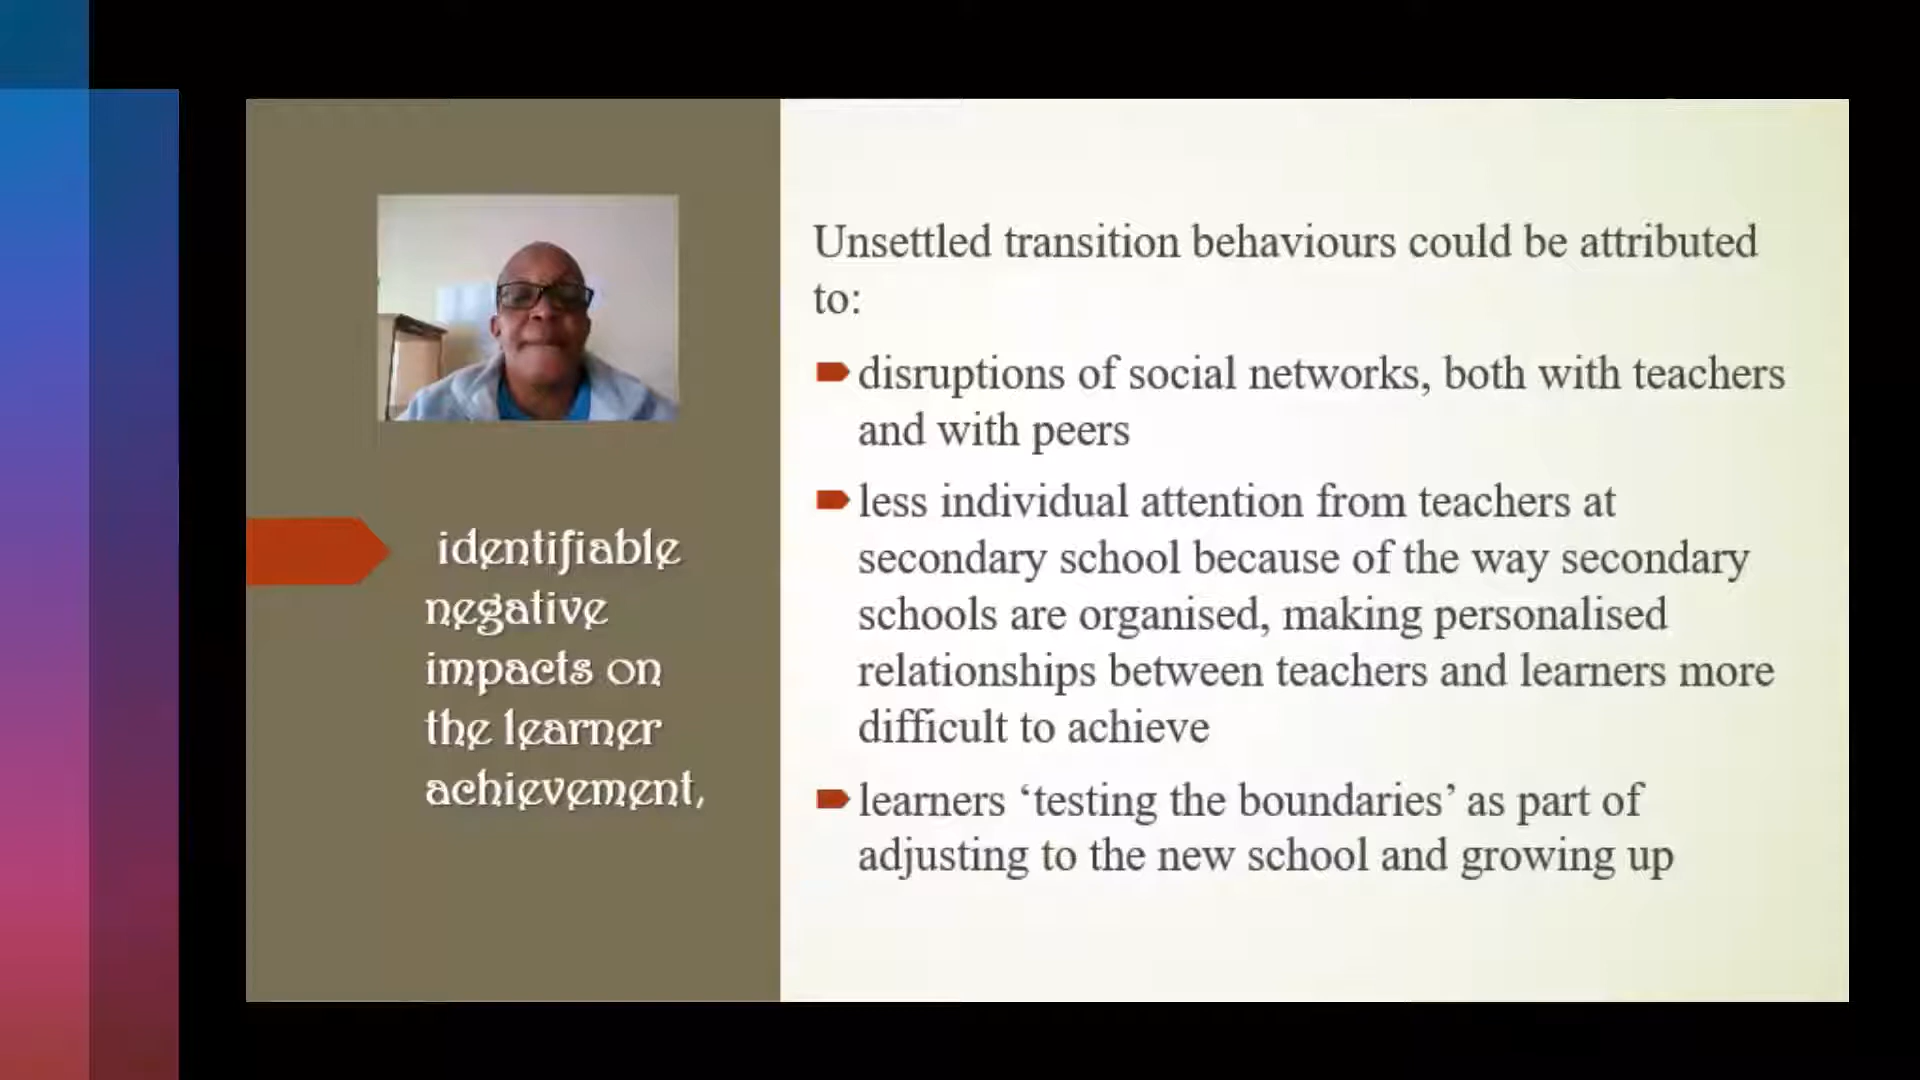 identifiable
negative
impacts on
the learner
achievement,
Unsettled transition behaviours could be attributed
to:
disruptions of social networks, both with teachers
and with peers
less individual attention from teachers at
secondary school because of the way secondary
schools are organised, making personalised
relationships between teachers and learners more
difficult to achieve
learners ‘testing the boundaries’ as part of
adjusting to the new school and growing up